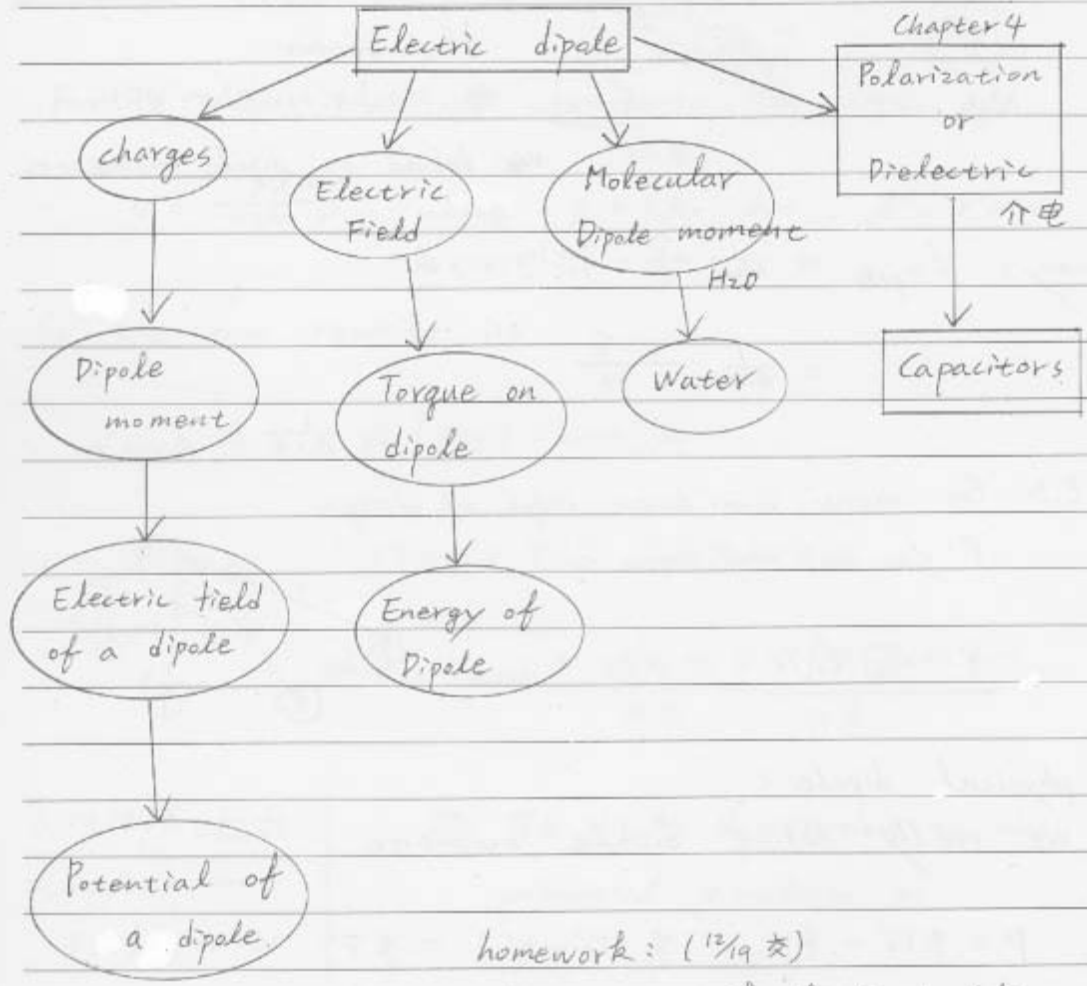 Electric dipole
Chapter 4
Polarization
or
Dielectric
介电
charges
Electric
Field
Molecular
Dipole moment
H2O
Dipole
moment
Torque on
dipole
Water
Capacitors
Electric field
of a dipole
Energy of
Dipole
Potential of
a dipole
homework: (12/19 交)